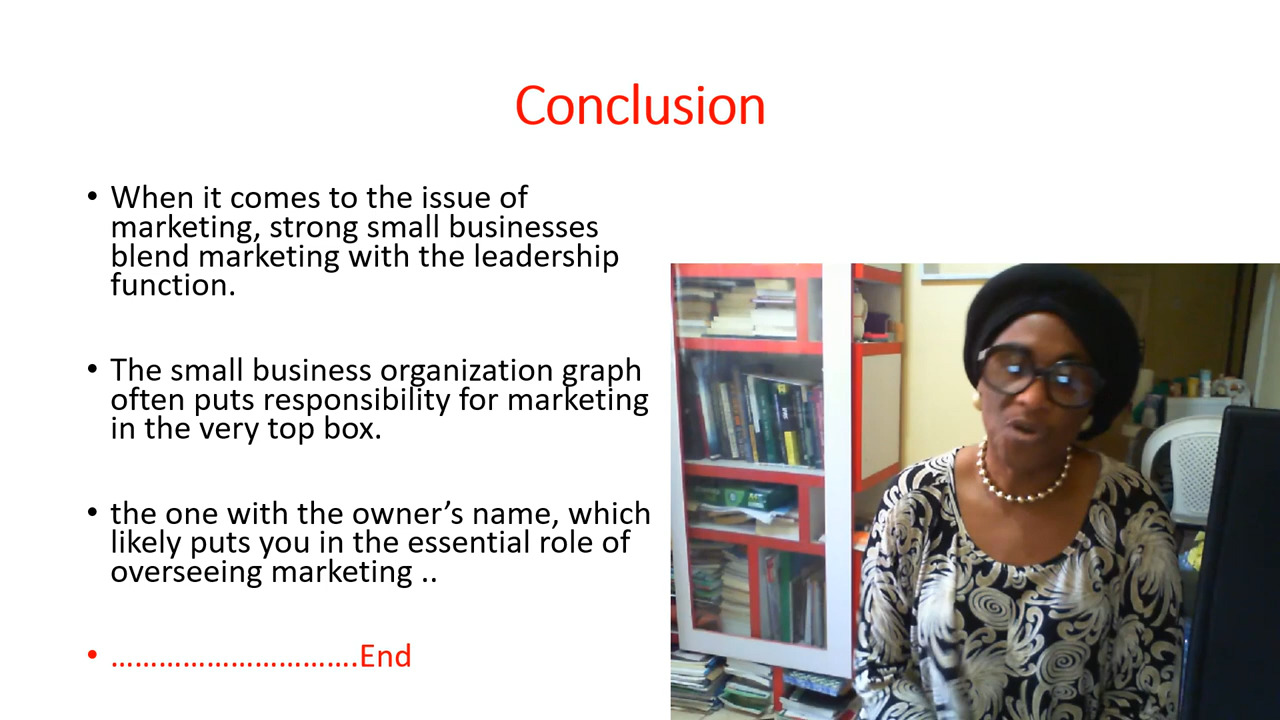 Conclusion
• When it comes to the issue of
marketing, strong small businesses
blend marketing with the leadership
function.
• The small business organization graph
often puts responsibility for marketing
in the very top box.
• the one with the owner’s name, which
likely puts you in the essential role of
overseeing marketing ..
• ………………………….End